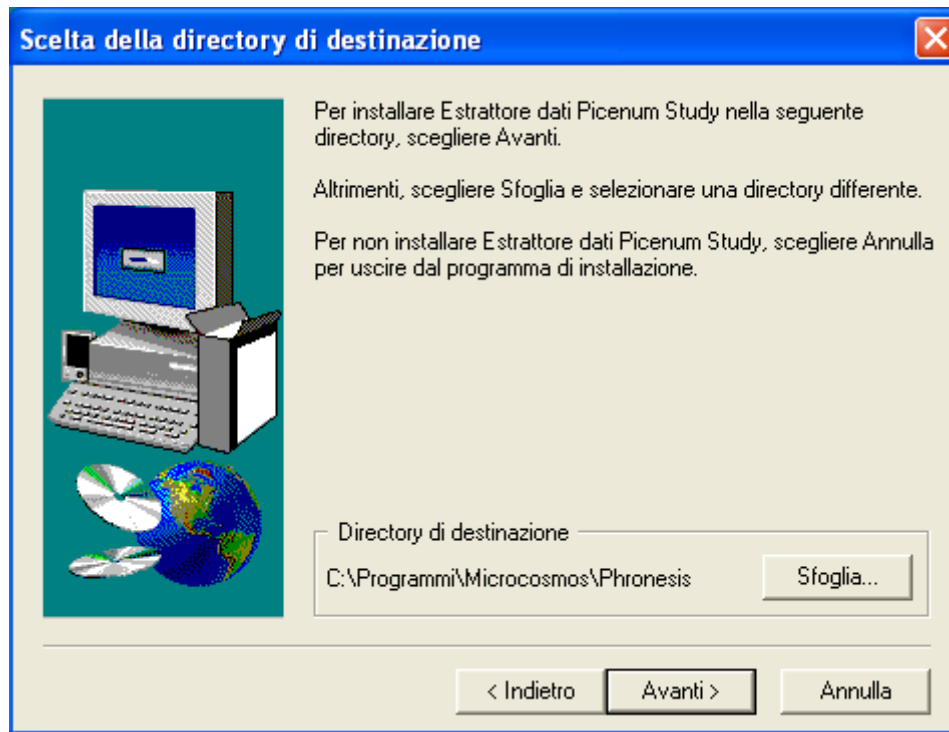 Scelta della directory di destinazione
Per installare Estrattore dati Picenum Study nella seguente
directory, scegliere Avanti.
Altrimenti, scegliere Sfoglia e selezionare una directory differente.
Per non installare Estrattore dati Picenum Study, scegliere Annulla
per uscire dal programma di installazione.
Directory di destinazione
C:\Programmi\Microcosmos\Phronesis
Sfoglia...
< Indietro
Avanti >
Annulla